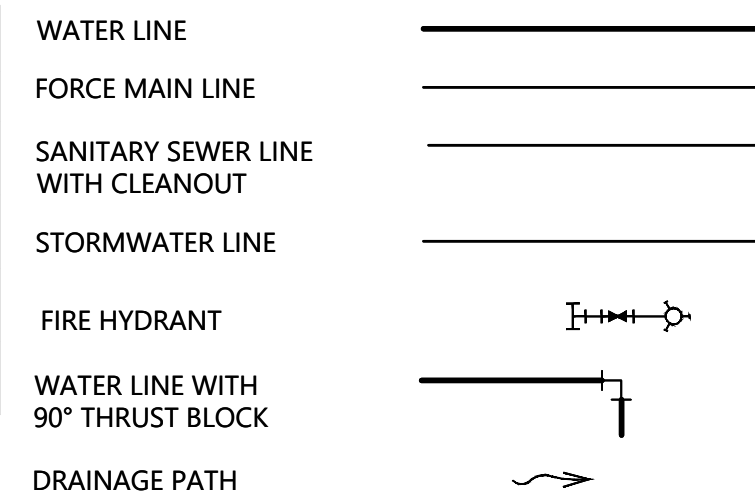 WATER LINE
FORCE MAIN LINE
SANITARY SEWER LINE
WITH CLEANOUT
STORMWATER LINE
FIRE HYDRANT
WATER LINE WITH
90° THRUST BLOCK
DRAINAGE PATH